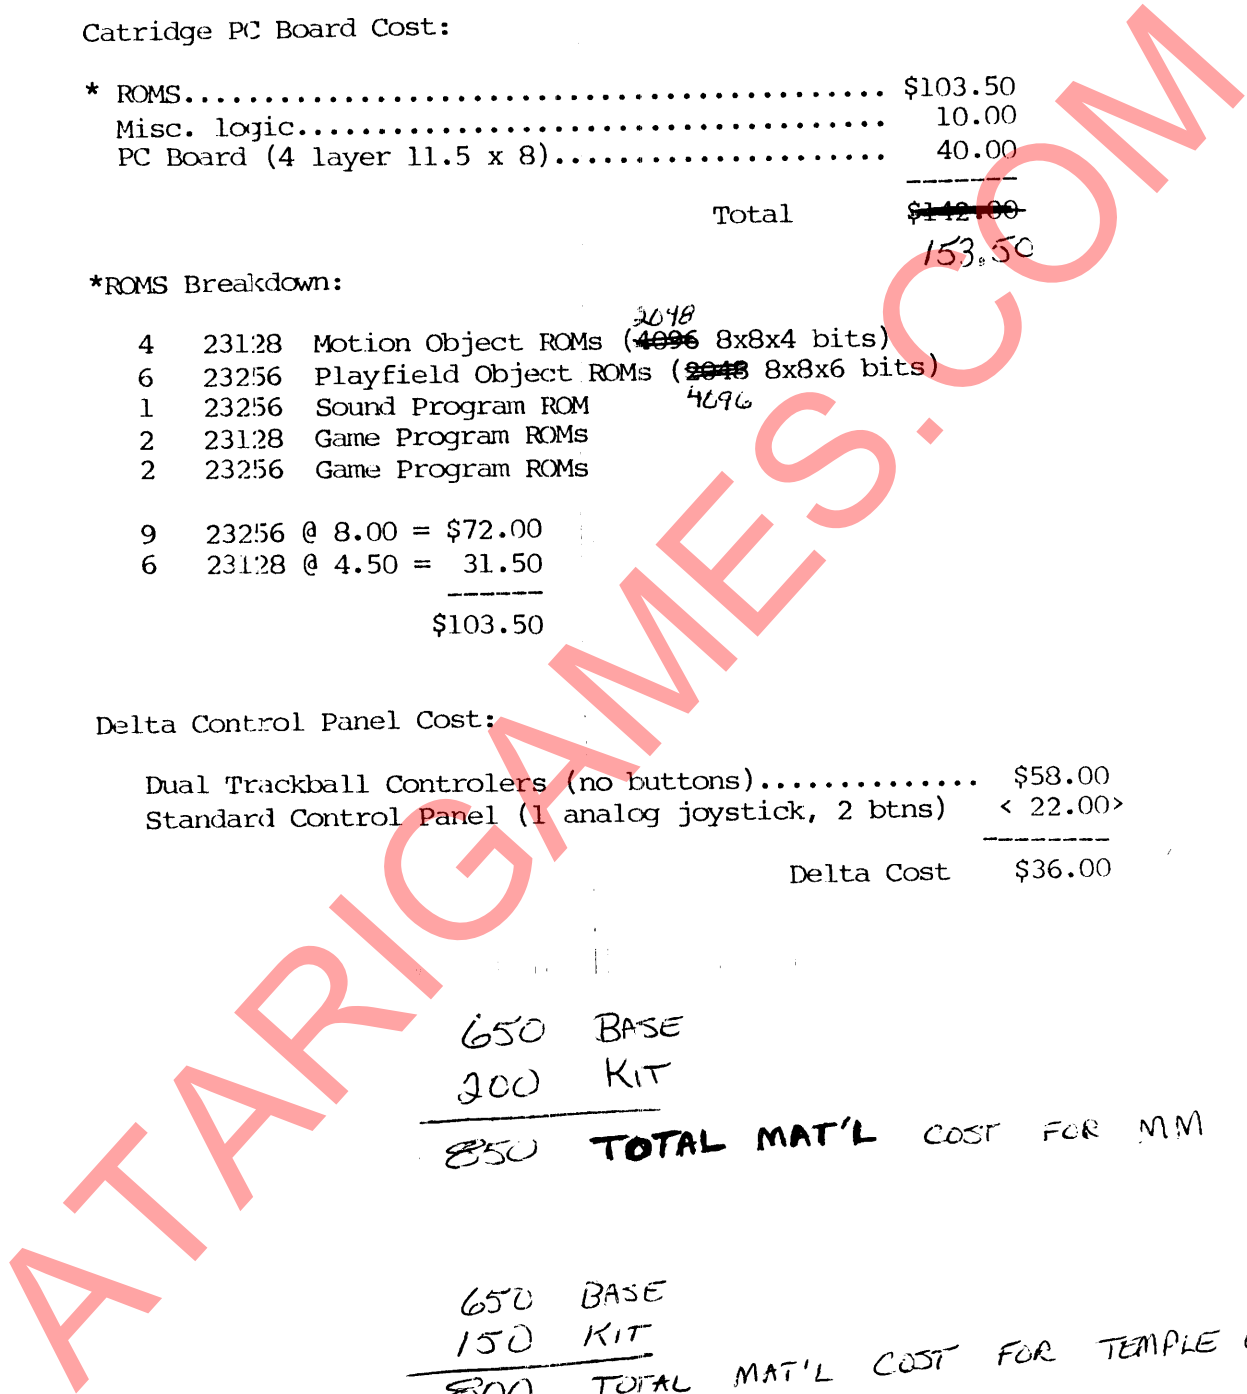 Catridge PC Board Cost:
* ROMS............................................. $103.50
Misc. logic...................................... 10.00
PC Board (4 layer 11.5 x 8)..................... 40.00
--------
Total $142.00
153.50
*ROMS Breakdown:
2048
4 23128 Motion Object ROMs (4096 8x8x4 bits)
6 23256 Playfield Object ROMs (2048 8x8x6 bits)
4096
1 23256 Sound Program ROM
2 23128 Game Program ROMs
2 23256 Game Program ROMs
9 23256 @ 8.00 = $72.00
6 23128 @ 4.50 = 31.50
-------
$103.50
Delta Control Panel Cost:
Dual Trackball Controlers (no buttons).............. $58.00
Standard Control Panel (1 analog joystick, 2 btns) < 22.00>
---------
Delta Cost $36.00
650 BASE
200 KIT
850 TOTAL MAT'L COST FOR MM
650 BASE
150 KIT
800 TOTAL MAT'L COST FOR TEMPLE
ATARIGAMES.COM